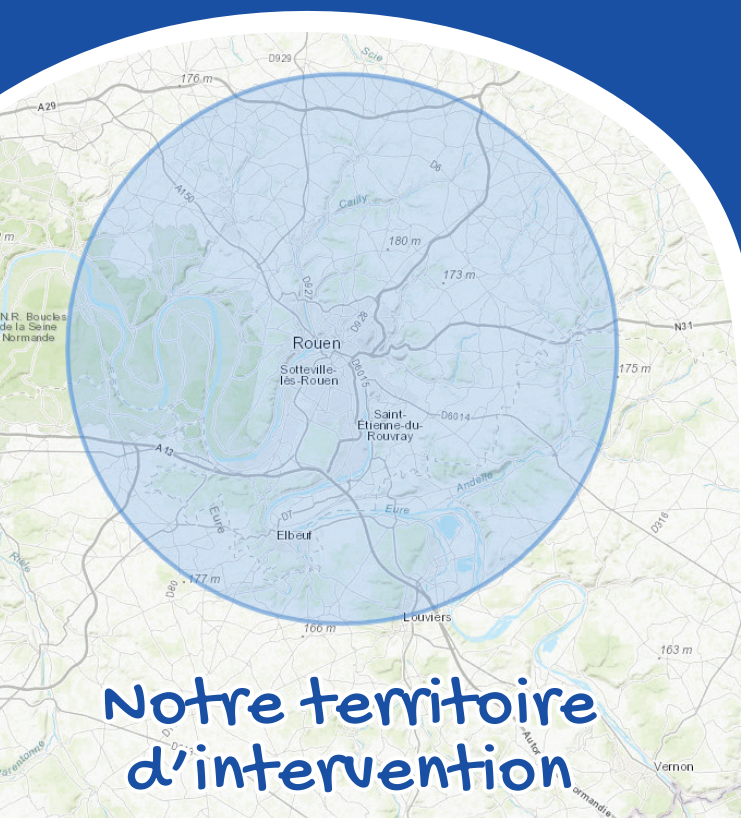 D929
Scie
176 m
A29
A150
D6
Cailly
180 m
173 m
D927
D928
N.R. Boucles
de la Seine
Normande
N31
Rouen
175 m
Sotteville-
lès-Rouen
D6015
Saint-
Étienne-du-
Rouvray
D6014
A13
Andelle
Eure
D7
Eure
D316
Elbeuf
Risle
D80
177 m
Louviers
166 m
163 m
Notre territoire
d'intervention
Vernon